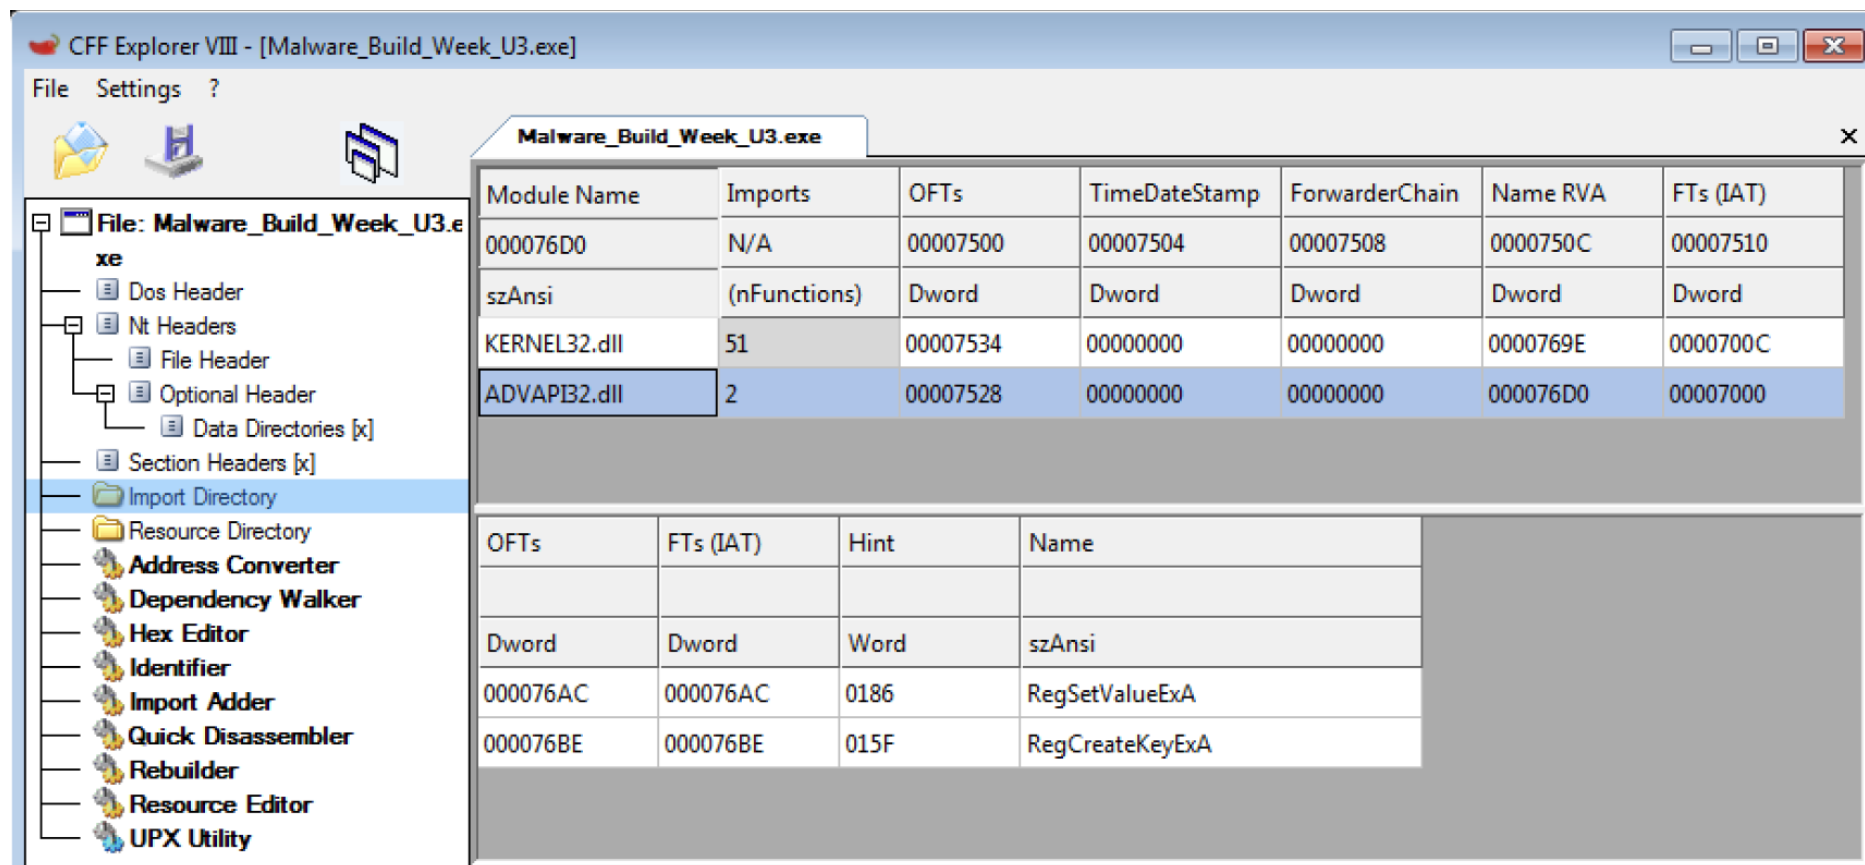 CFF Explorer VIII - [Malware_Build_Week_U3.exe]
File Settings ?
Malware_Build_Week_U3.exe
File: Malware_Build_Week_U3.e
xe
Dos Header
Nt Headers
File Header
Optional Header
Data Directories [x]
Section Headers [x]
Import Directory
Resource Directory
Address Converter
Dependency Walker
Hex Editor
Identifier
Import Adder
Quick Disassembler
Rebuilder
Resource Editor
UPX Utility
Module Name Imports OFTs TimeDateStamp ForwarderChain Name RVA FTs (IAT)
000076D0 N/A 00007500 00007504 00007508 0000750C 00007510
szAnsi (nFunctions) Dword Dword Dword Dword Dword
KERNEL32.dll 51 00007534 00000000 00000000 0000769E 0000700C
ADVAPI32.dll 2 00007528 00000000 00000000 000076D0 00007000
OFTs FTs (IAT) Hint Name
Dword Dword Word szAnsi
000076AC 000076AC 0186 RegSetValueExA
000076BE 000076BE 015F RegCreateKeyExA